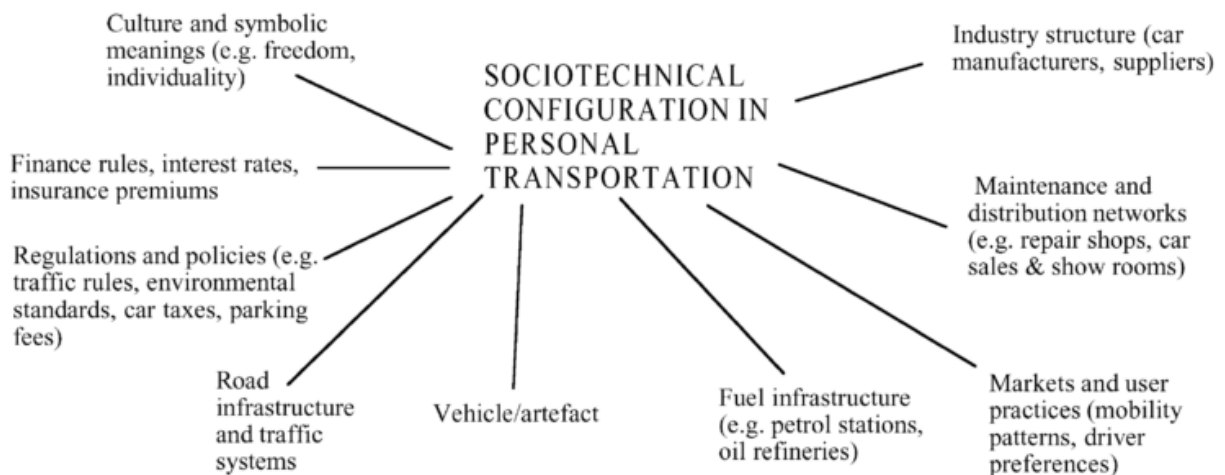 Culture and symbolic
meanings (e.g. freedom,
individuality)
SOCIOTECHNICAL
CONFIGURATION IN
PERSONAL
TRANSPORTATION
Industry structure (car
manufacturers, suppliers)
Finance rules, interest rates,
insurance premiums
Maintenance and
distribution networks
(e.g. repair shops, car
sales & show rooms)
Regulations and policies (e.g.
traffic rules, environmental
standards, car taxes, parking
fees)
Road
infrastructure
and traffic
systems
Vehicle/artefact
Fuel infrastructure
(e.g. petrol stations,
oil refineries)
Markets and user
practices (mobility
patterns, driver
preferences)